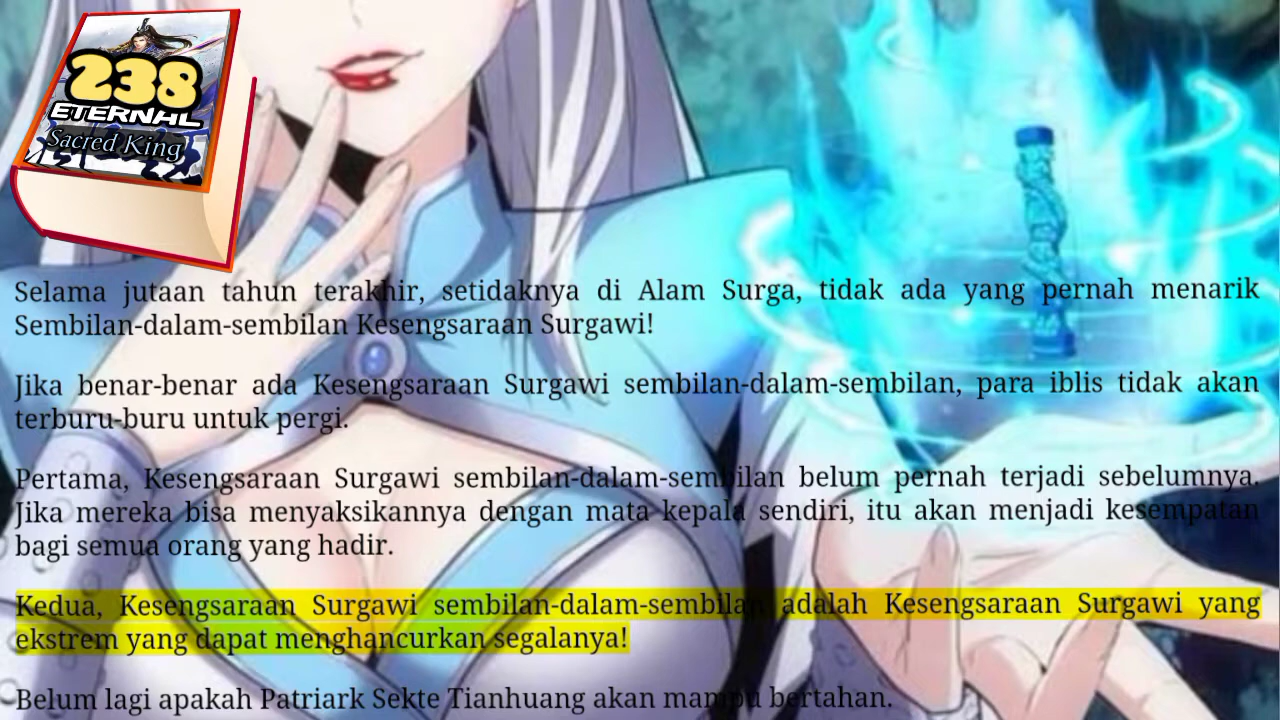 238
ETERNAL
Sacred King
Selama jutaan tahun terakhir, setidaknya di Alam Surga, tidak ada yang pernah menarik
Sembilan-dalam-sembilan Kesengsaraan Surgawi!
Jika benar-benar ada Kesengsaraan Surgawi sembilan-dalam-sembilan, para iblis tidak akan
terburu-buru untuk pergi.
Pertama, Kesengsaraan Surgawi sembilan-dalam-sembilan belum pernah terjadi sebelumnya.
Jika mereka bisa menyaksikannya dengan mata kepala sendiri, itu akan menjadi kesempatan
bagi semua orang yang hadir.
Kedua, Kesengsaraan Surgawi sembilan-dalam-sembilan adalah Kesengsaraan Surgawi yang
ekstrem yang dapat menghancurkan segalanya!
Belum lagi apakah Patriark Sekte Tianhuang akan mampu bertahan.